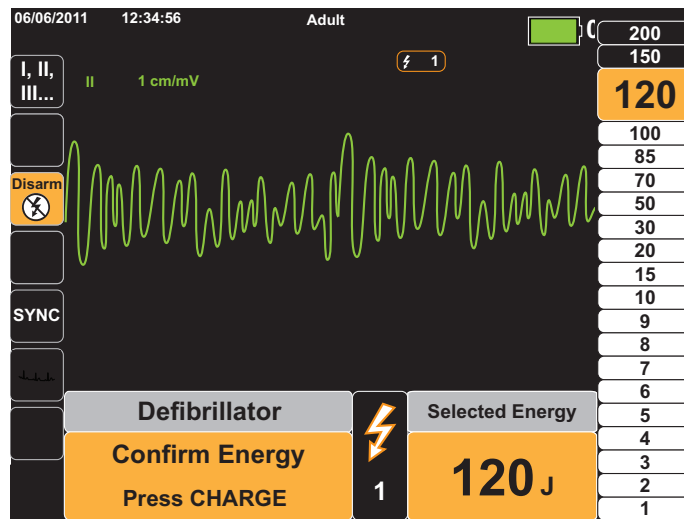 06/06/2011 12:34:56 Adult
1
I, II,
III...
II 1 cm/mV
Disarm
SYNC
200
150
120
100
85
70
50
30
20
15
10
9
8
7
6
5
4
3
2
1
Defibrillator
Confirm Energy
Press CHARGE
1
Selected Energy
120 J